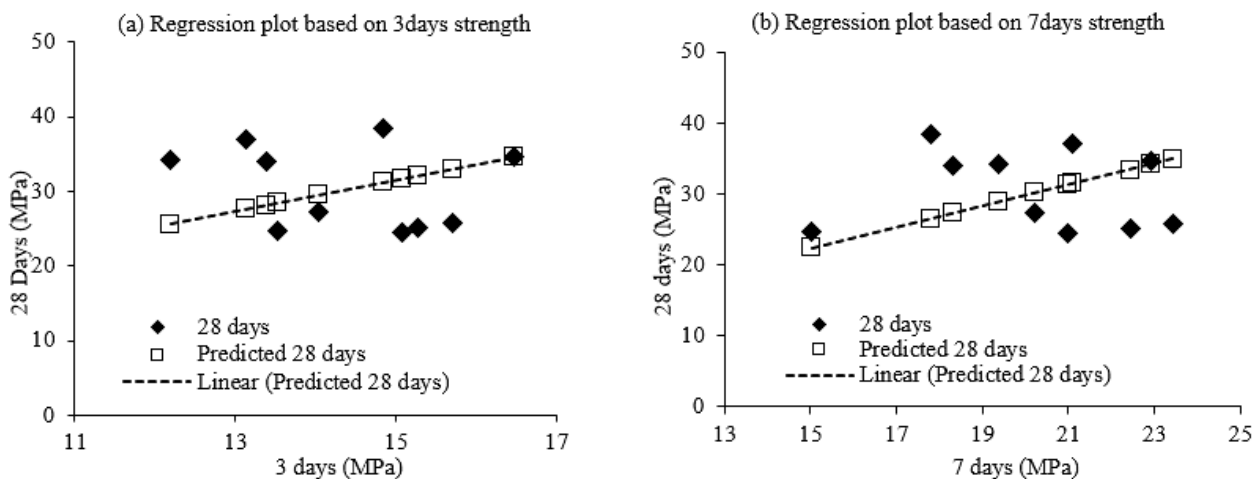 (a) Regression plot based on 3days strength
50
40
30
20
10
0
28 Days (MPa)
28 days
Predicted 28 days
Linear (Predicted 28 days)
11
13
15
17
3 days (MPa)
(b) Regression plot based on 7days strength
50
40
30
20
10
0
28 days (MPa)
28 days
Predicted 28 days
Linear (Predicted 28 days)
13
15
17
19
21
23
25
7 days (MPa)